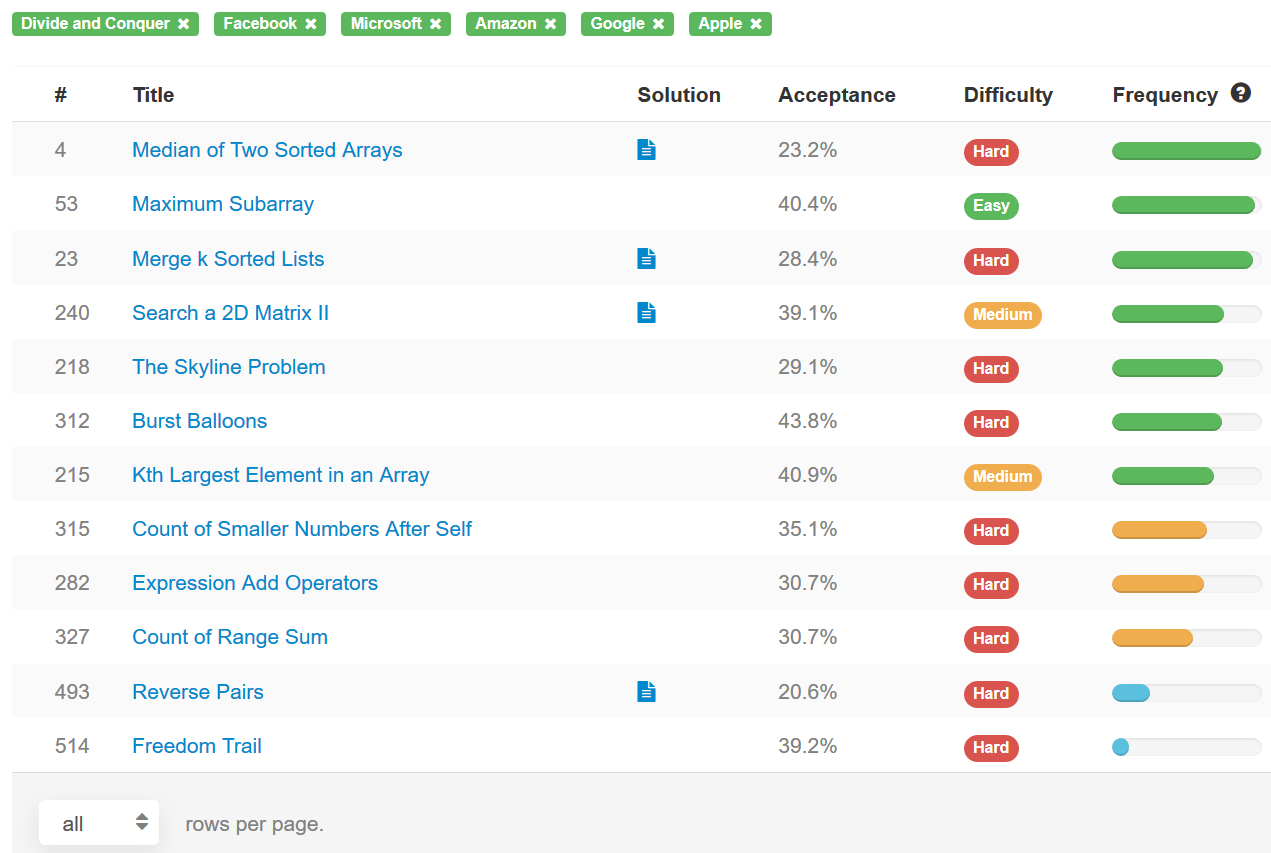 Divide and Conquer ✖ Facebook ✖ Microsoft ✖ Amazon ✖ Google ✖ Apple ✖
# Title Solution Acceptance Difficulty Frequency ?
4 Median of Two Sorted Arrays 23.2% Hard
53 Maximum Subarray 40.4% Easy
23 Merge k Sorted Lists 28.4% Hard
240 Search a 2D Matrix II 39.1% Medium
218 The Skyline Problem 29.1% Hard
312 Burst Balloons 43.8% Hard
215 Kth Largest Element in an Array 40.9% Medium
315 Count of Smaller Numbers After Self 35.1% Hard
282 Expression Add Operators 30.7% Hard
327 Count of Range Sum 30.7% Hard
493 Reverse Pairs 20.6% Hard
514 Freedom Trail 39.2% Hard
all rows per page.